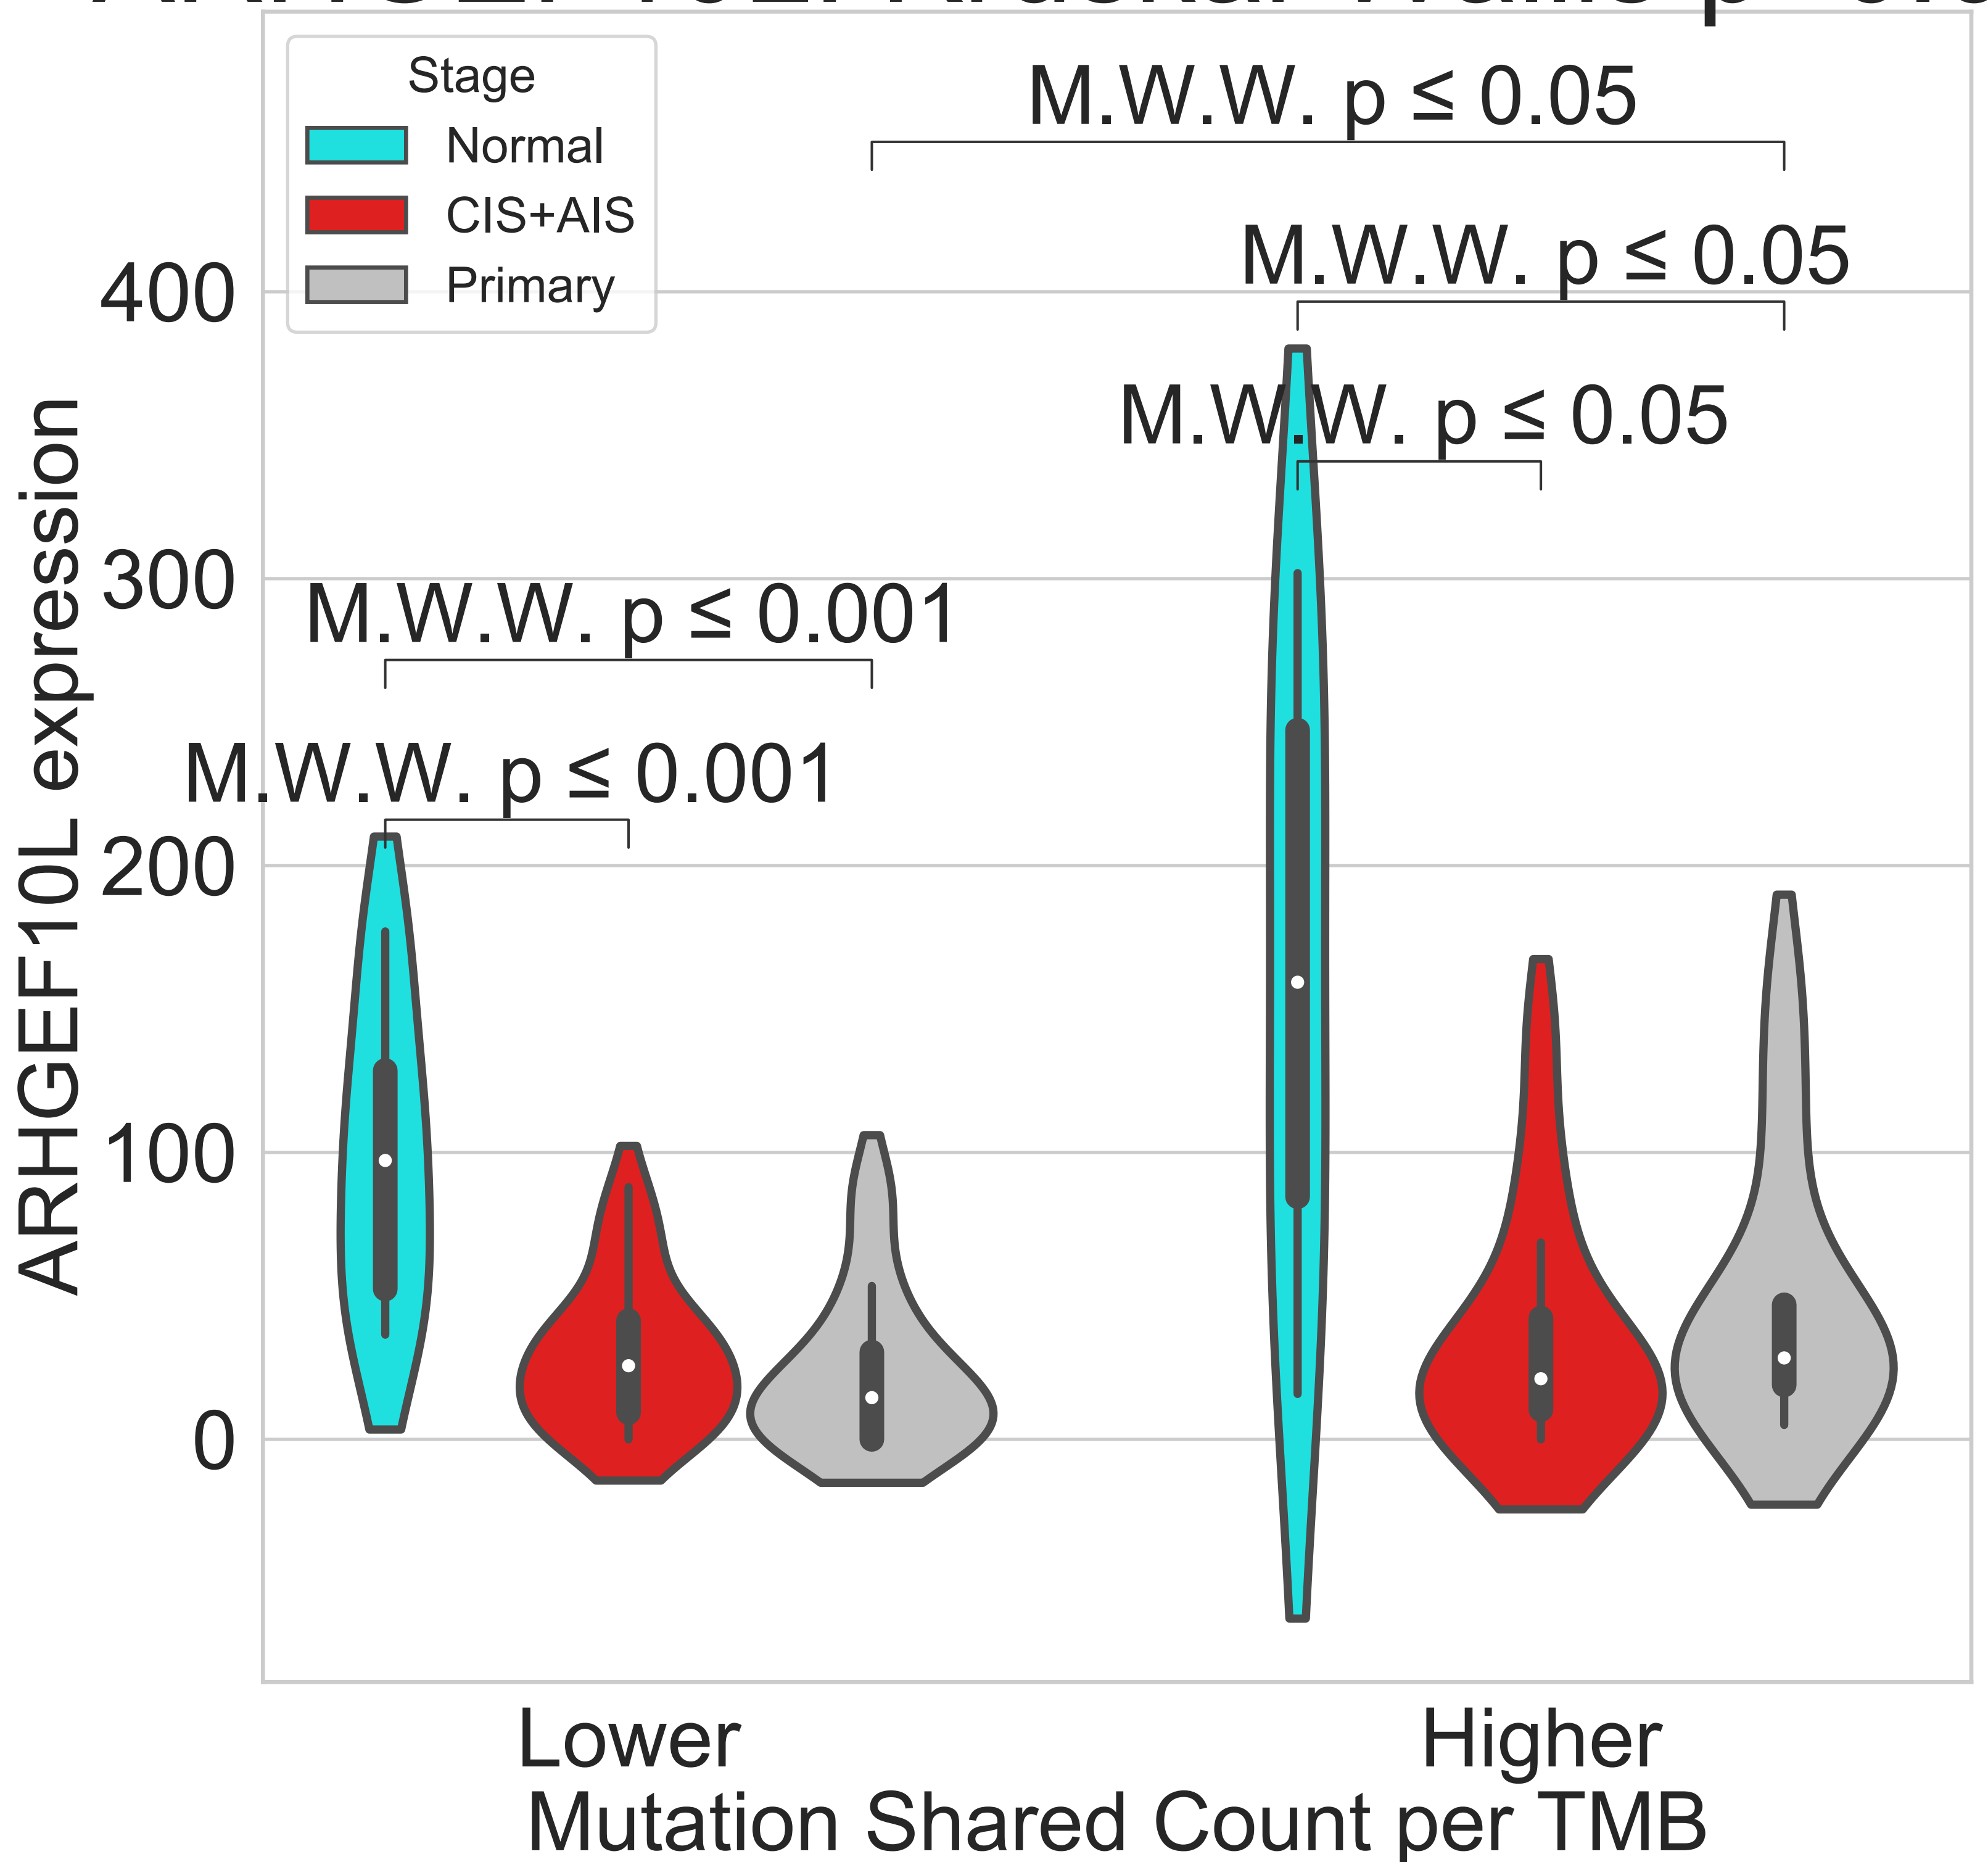 Stage
Normal
CIS+AIS
Primary
M.W.W. p ≤ 0.05
M.W.W. p ≤ 0.05
M.W.W. p ≤ 0.05
M.W.W. p ≤ 0.001
M.W.W. p ≤ 0.001
400
300
200
100
0
ARHGEF10L expression
Lower
Higher
Mutation Shared Count per TMB